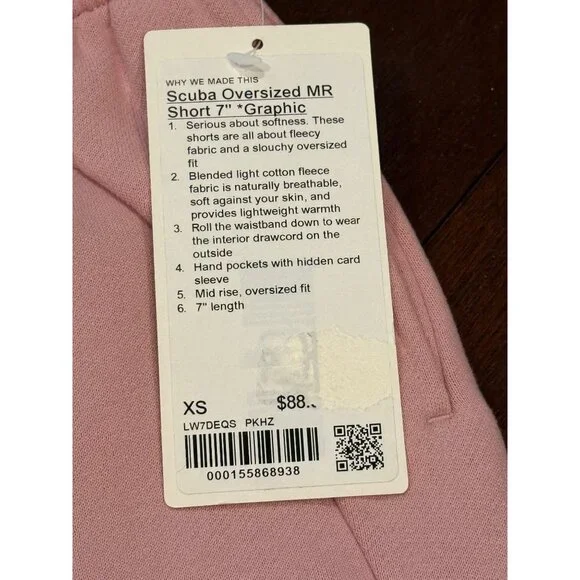 WHY WE MADE THIS
Scuba Oversized MR
Short 7" *Graphic
1. Serious about softness. These
shorts are all about fleecy
fabric and a slouchy oversized
fit
2. Blended light cotton fleece
fabric is naturally breathable,
soft against your skin, and
provides lightweight warmth
3. Roll the waistband down to wear
the interior drawcord on the
outside
4. Hand pockets with hidden card
sleeve
5. Mid rise, oversized fit
6. 7" length
XS $88.
LW7DEQS PKHZ
000155868938